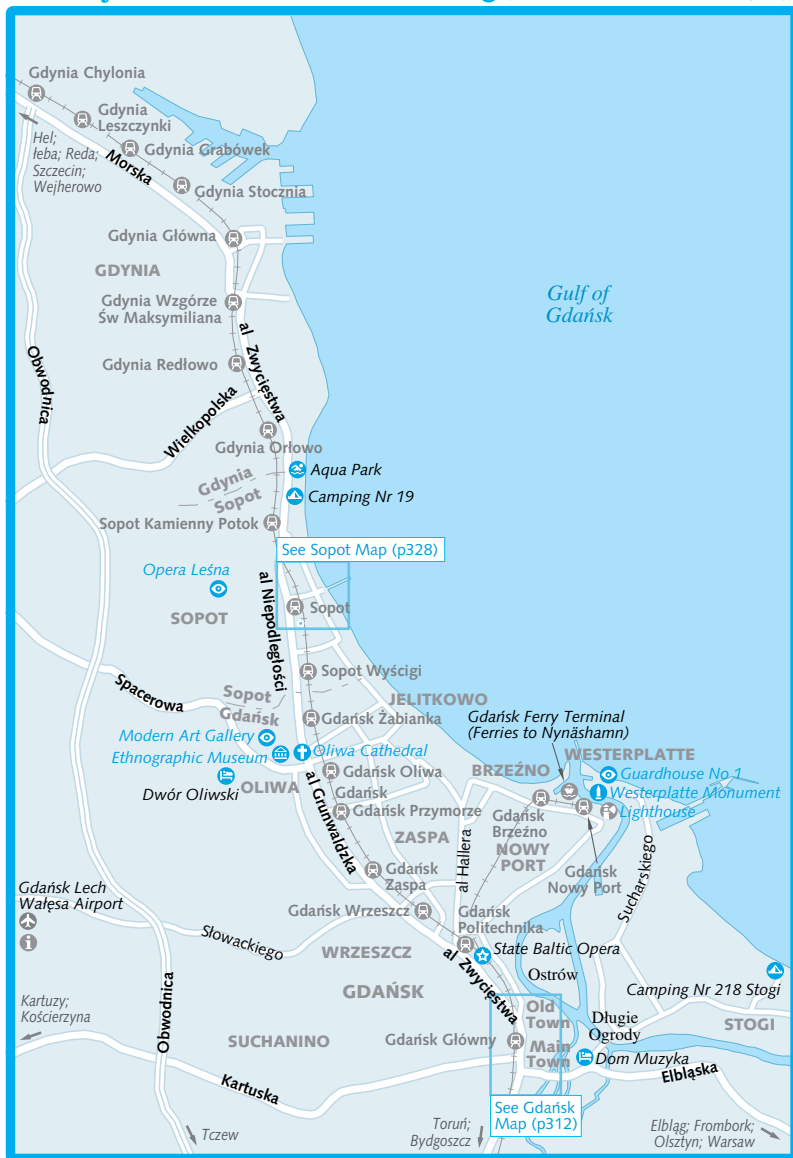 Gdynia Chylonia
Gdynia
Leszczynki
Hel;
Łeba; Reda;
Szczecin;
Wejherowo
Morska
Gdynia Grabówek
Gdynia Stocznia
Gdynia Główna
GDYNIA
Gulf of
Gdańsk
Gdynia Wzgórze
Św Maksymiliana
al Zwycięstwa
Obwodnica
Gdynia Redłowo
Wielkopolska
Gdynia Orłowo
Aqua Park
Gdynia
Sopot
Camping Nr 19
Sopot Kamienny Potok
See Sopot Map (p328)
Opera Leśna
al Niepodległości
SOPOT
Sopot
Sopot Wyścigi
Spacerowa
Sopot
Gdańsk
JELITKOWO
Gdańsk Żabianka
Gdańsk Ferry Terminal
(Ferries to Nynäshamn)
Modern Art Gallery
Ethnographic Museum
Oliwa Cathedral
WESTERPLATTE
BRZEŹNO
Guardhouse No 1
Westerplatte Monument
Lighthouse
Dwór Oliwski
OLIWA
Gdańsk Oliwa
Gdańsk
Przymorze
al Grunwaldzka
ZASPA
al Hallera
Gdańsk
Brzeźno
NOWY
PORT
Gdańsk
Nowy Port
Sucharskiego
Gdańsk
Zaspa
Gdańsk Lech
Wałęsa Airport
Gdańsk Wrzeszcz
Gdańsk
Politechnika
Słowackiego
WRZESZCZ
al Zwycięstwa
State Baltic Opera
Ostrów
Camping Nr 218 Stogi
GDAŃSK
Kartuzy;
Kościerzyna
Obwodnica
Old
Town
Długie
Ogrody
STOGI
SUCHANINO
Gdańsk Główny
Main
Town
Dom Muzyka
Elbląska
Kartuska
See Gdańsk
Map (p312)
Tczew
Toruń;
Bydgoszcz
Elbląg; Frombork;
Olsztyn; Warsaw